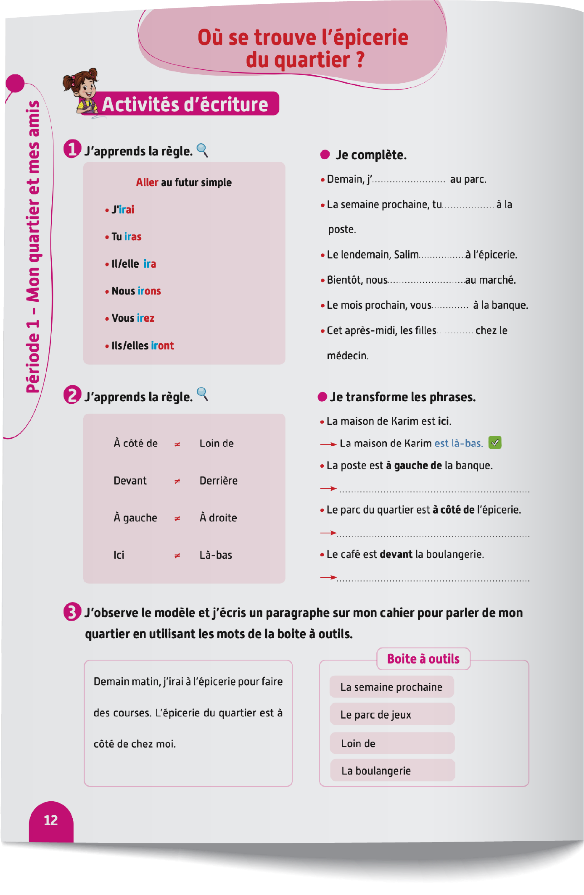 Où se trouve l'épicerie
du quartier ?
Activités d'écriture
Période 1 - Mon quartier et mes amis
1 J'apprends la règle.
Aller au futur simple
• J'irai
• Tu iras
• Il/elle ira
• Nous irons
• Vous irez
• Ils/elles iront
• Je complète.
• Demain, j'.......................... au parc.
• La semaine prochaine, tu.................. à la
poste.
• Le lendemain, Salim................à l'épicerie.
• Bientôt, nous...........................au marché.
• Le mois prochain, vous............. à la banque.
• Cet après-midi, les filles............. chez le
médecin.
2 J'apprends la règle.
À côté de ≠ Loin de
Devant ≠ Derrière
À gauche ≠ À droite
Ici ≠ Là-bas
• Je transforme les phrases.
• La maison de Karim est ici.
→ La maison de Karim est là-bas. ✓
• La poste est à gauche de la banque.
→ ..................................................................
• Le parc du quartier est à côté de l'épicerie.
→ ..................................................................
• Le café est devant la boulangerie.
→ ..................................................................
3 J'observe le modèle et j'écris un paragraphe sur mon cahier pour parler de mon
quartier en utilisant les mots de la boite à outils.
Demain matin, j'irai à l'épicerie pour faire
des courses. L'épicerie du quartier est à
côté de chez moi.
Boite à outils
La semaine prochaine
Le parc de jeux
Loin de
La boulangerie
12